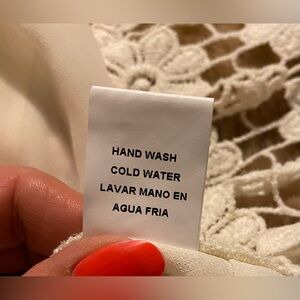 HAND WASH
COLD WATER
LAVAR MANO EN
AGUA FRIA